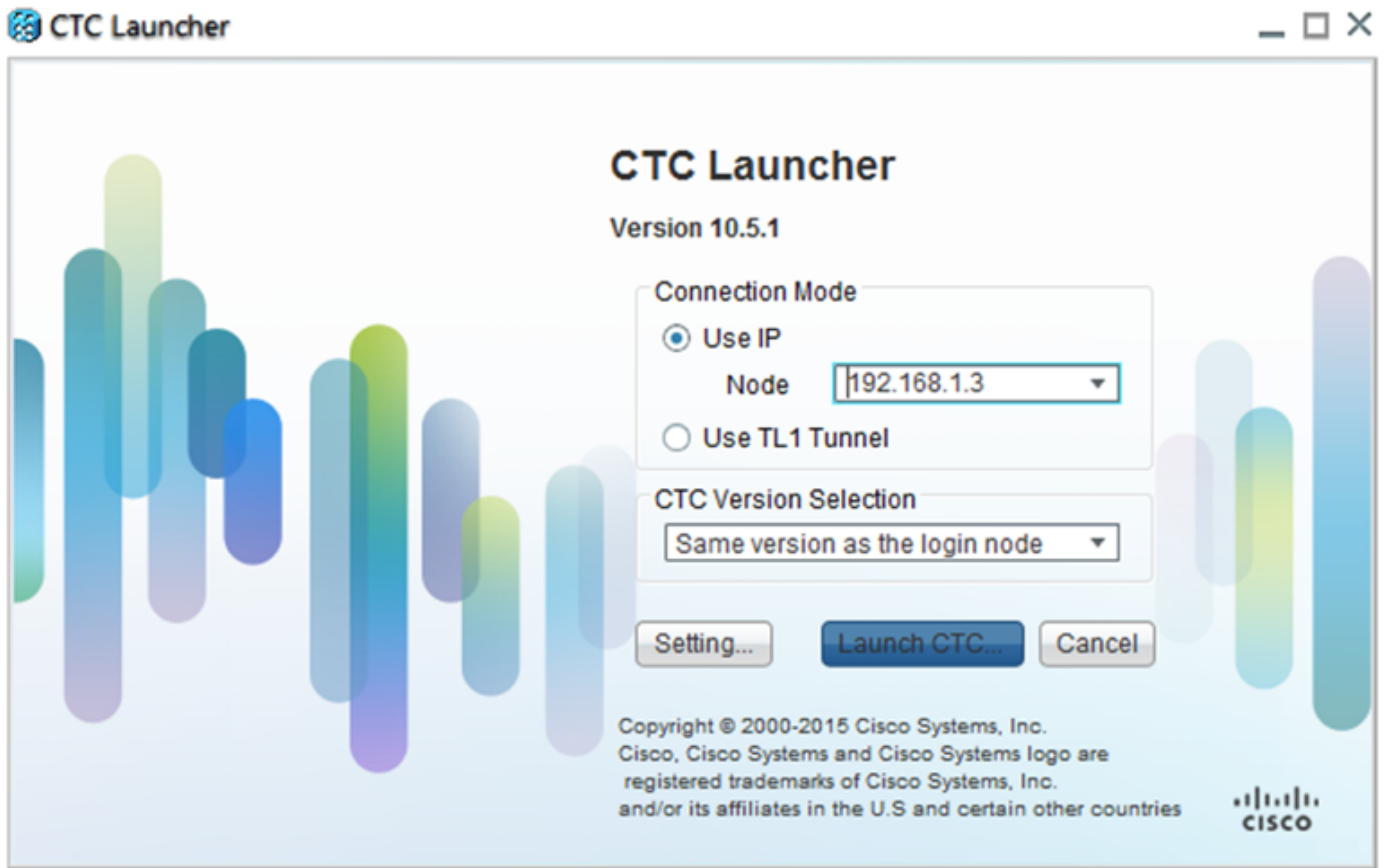 CTC Launcher
CTC Launcher
Version 10.5.1
Connection Mode
Use IP
Node 192.168.1.3
Use TL1 Tunnel
CTC Version Selection
Same version as the login node
Setting... Launch CTC... Cancel
Copyright © 2000-2015 Cisco Systems, Inc.
Cisco, Cisco Systems and Cisco Systems logo are
registered trademarks of Cisco Systems, Inc.
and/or its affiliates in the U.S and certain other countries
CISCO